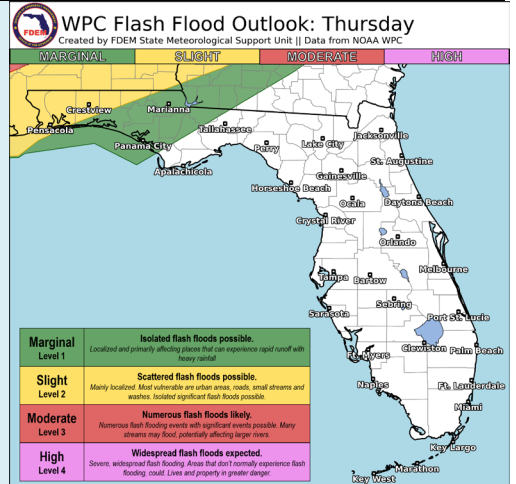 FDEM
WPC Flash Flood Outlook: Thursday
Created by FDEM State Meteorological Support Unit || Data from NOAA WPC
MARGINAL SLIGHT MODERATE HIGH
Crestview
Marianna
Pensacola
Tallahassee
Jacksonville
Panama City
Perry
Lake City
St. Augustine
Apalachicola
Gainesville
Horseshoe Beach
Ocala
Daytona Beach
Crystal River
Orlando
Melbourne
Tampa
Bartow
Sebring
Sarasota
Port St. Lucie
Clewiston
Palm Beach
Ft. Myers
Naples
Ft. Lauderdale
Miami
Key Largo
Marathon
Key West
Marginal
Level 1
Isolated flash floods possible.
Localized and primarily affecting places that can experience rapid runoff with
heavy rainfall
Slight
Level 2
Scattered flash floods possible.
Mainly localized. Most vulnerable are urban areas, roads, small streams and
washes. Isolated significant flash floods possible.
Moderate
Level 3
Numerous flash floods likely.
Numerous flash flooding events with significant events possible. Many
streams may flood, potentially affecting larger rivers.
High
Level 4
Widespread flash floods expected.
Severe, widespread flash flooding. Areas that don't normally experience flash
flooding, could. Lives and property in greater danger.